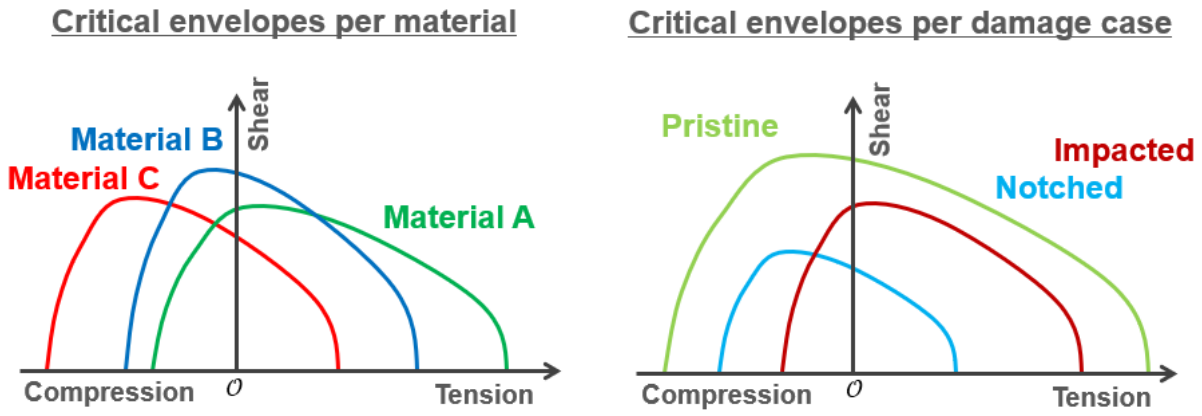 Critical envelopes per material
Shear
Material B
Material C
Material A
Compression
𝒪
Tension
Critical envelopes per damage case
Shear
Pristine
Impacted
Notched
Compression
𝒪
Tension